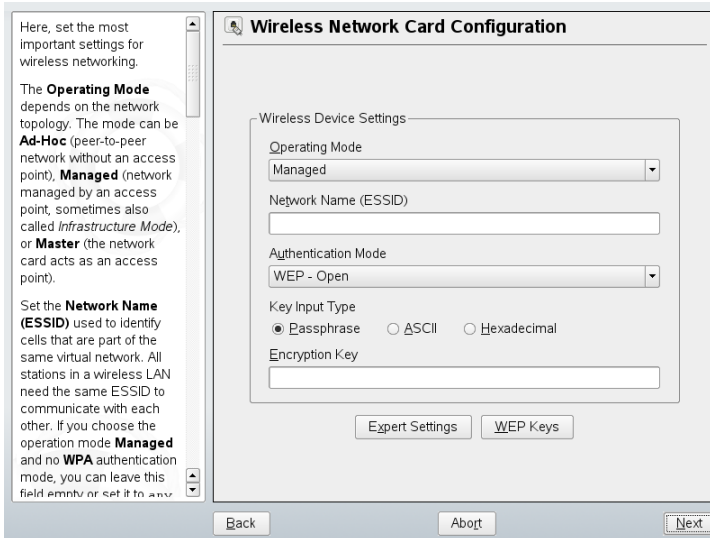 Here, set the most
important settings for
wireless networking.
The Operating Mode
depends on the network
topology. The mode can be
Ad-Hoc (peer-to-peer
network without an access
point), Managed (network
managed by an access
point, sometimes also
called Infrastructure Mode),
or Master (the network
card acts as an access
point).
Set the Network Name
(ESSID) used to identify
cells that are part of the
same virtual network. All
stations in a wireless LAN
need the same ESSID to
communicate with each
other. If you choose the
operation mode Managed
and no WPA authentication
mode, you can leave this
field empty or set it to any
Wireless Network Card Configuration
Wireless Device Settings
Operating Mode
Managed
Network Name (ESSID)
Authentication Mode
WEP - Open
Key Input Type
Passphrase ASCII Hexadecimal
Encryption Key
Expert Settings WEP Keys
Back Abort Next